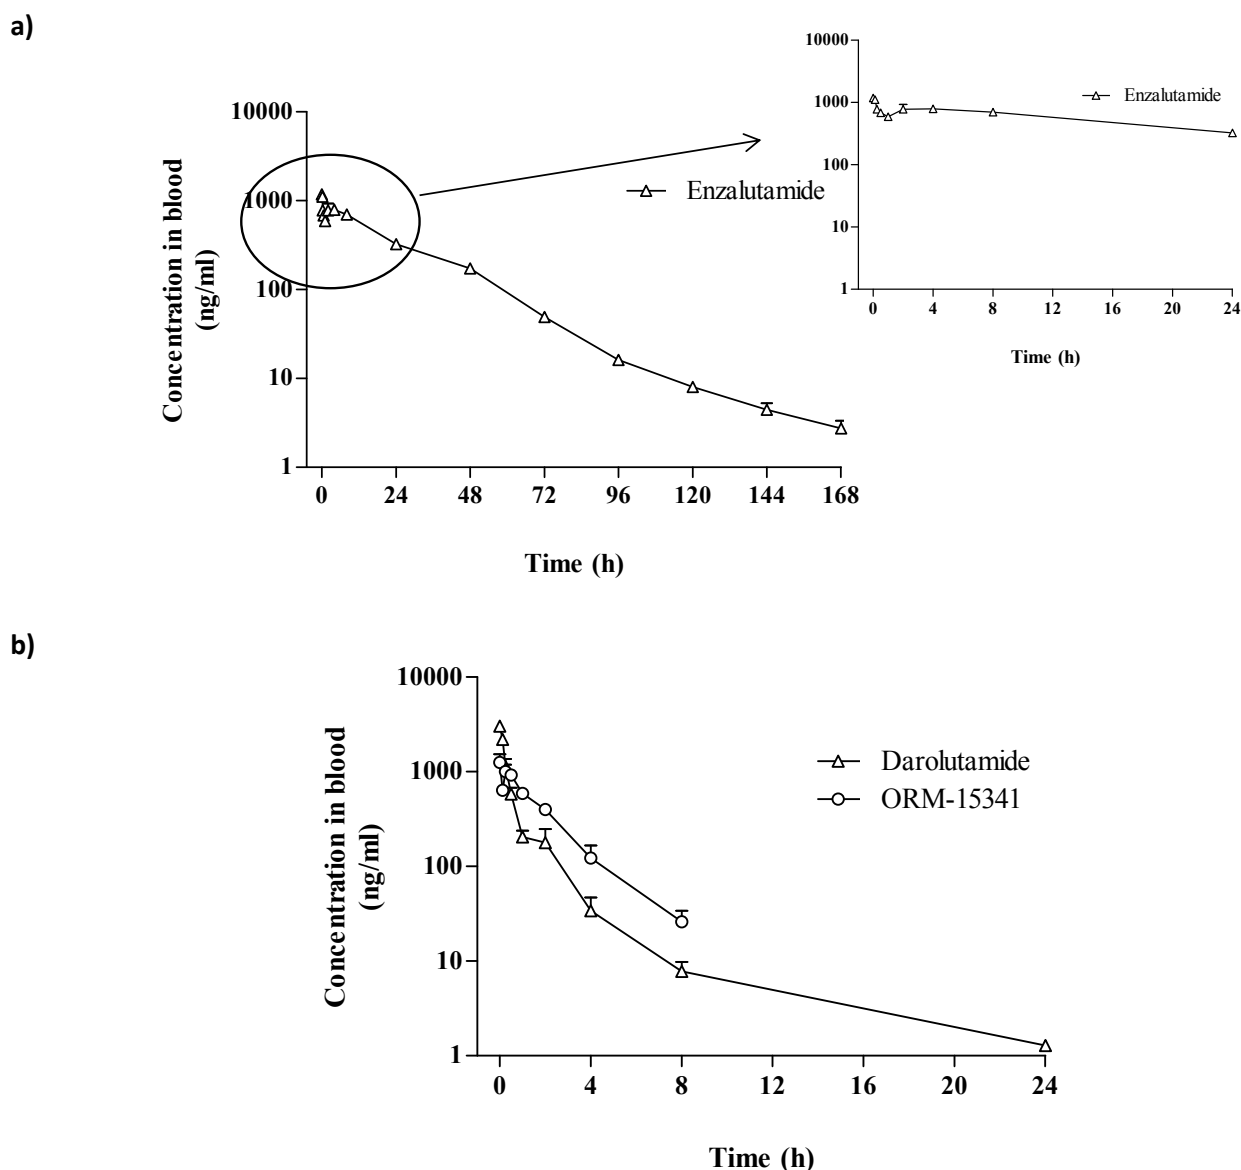 a)
10000
1000
100
10
1
0 24 48 72 96 120 144 168
Concentration in blood
(ng/ml)
Time (h)
Enzalutamide
10000
1000
100
10
1
0 4 8 12 16 20 24
Time (h)
Enzalutamide
b)
10000
1000
100
10
1
0 4 8 12 16 20 24
Concentration in blood
(ng/ml)
Time (h)
Darolutamide
ORM-15341